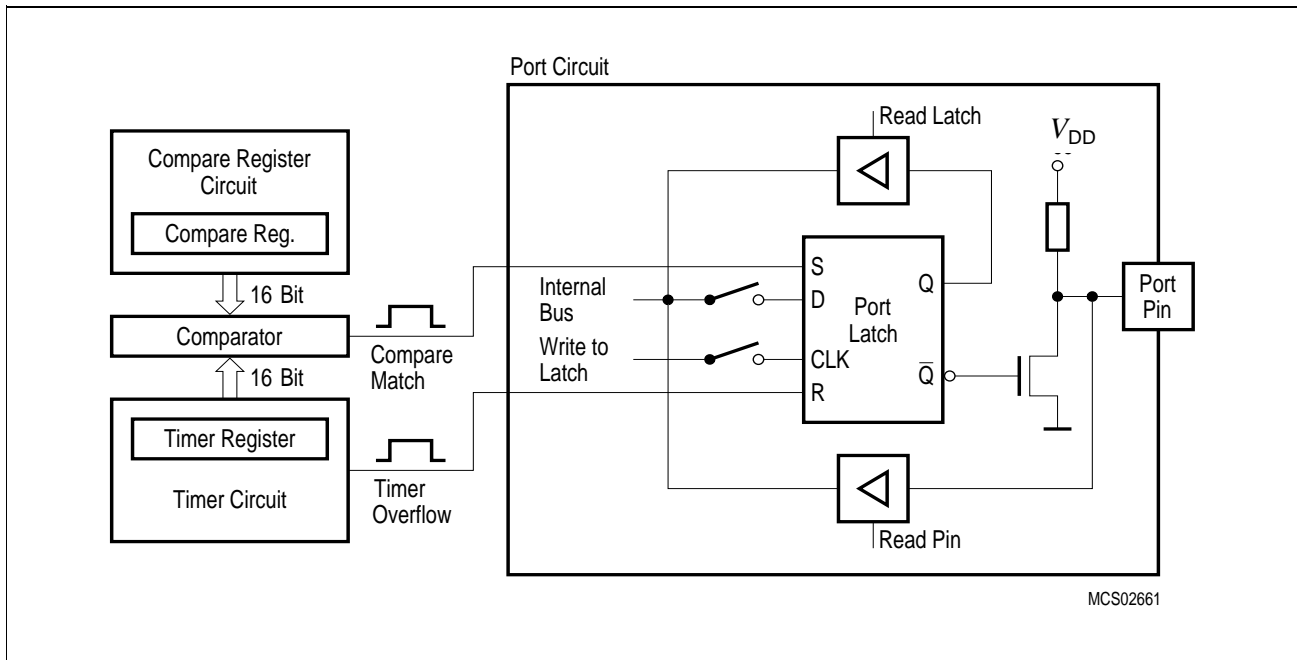 Port Circuit
Compare Register
Circuit
Compare Reg.
16 Bit
Comparator
16 Bit
Timer Register
Timer Circuit
Compare
Match
Timer
Overflow
Read Latch
VDD
Internal
Bus
Write to
Latch
S
D
CLK
R
Port
Latch
Q
Q̅
Port
Pin
Read Pin
MCS02661